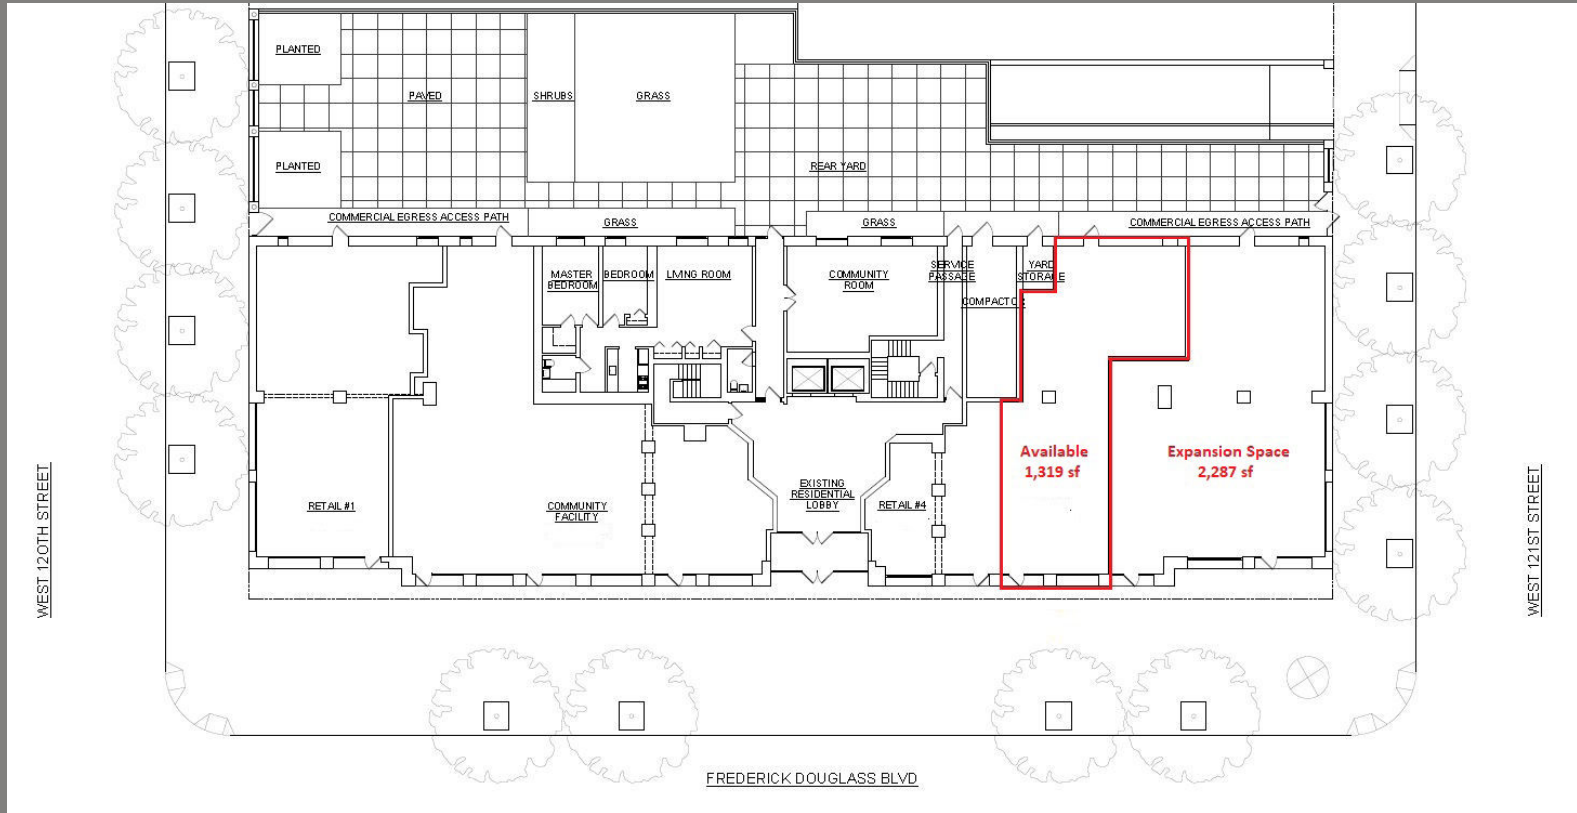 PLANTED
PAVED
SHRUBS
GRASS
PLANTED
REAR YARD
COMMERCIAL EGRESS ACCESS PATH
GRASS
GRASS
COMMERCIAL EGRESS ACCESS PATH
MASTER
BEDROOM
BEDROOM
LIVING ROOM
COMMUNITY
ROOM
SERVICE
PASSAGE
YARD
STORAGE
COMPACTO
Available
1,319 sf
Expansion Space
2,287 sf
RETAIL #1
COMMUNITY
FACILITY
EXISTING
RESIDENTIAL
LOBBY
RETAIL #4
WEST 120TH STREET
WEST 121ST STREET
FREDERICK DOUGLASS BLVD